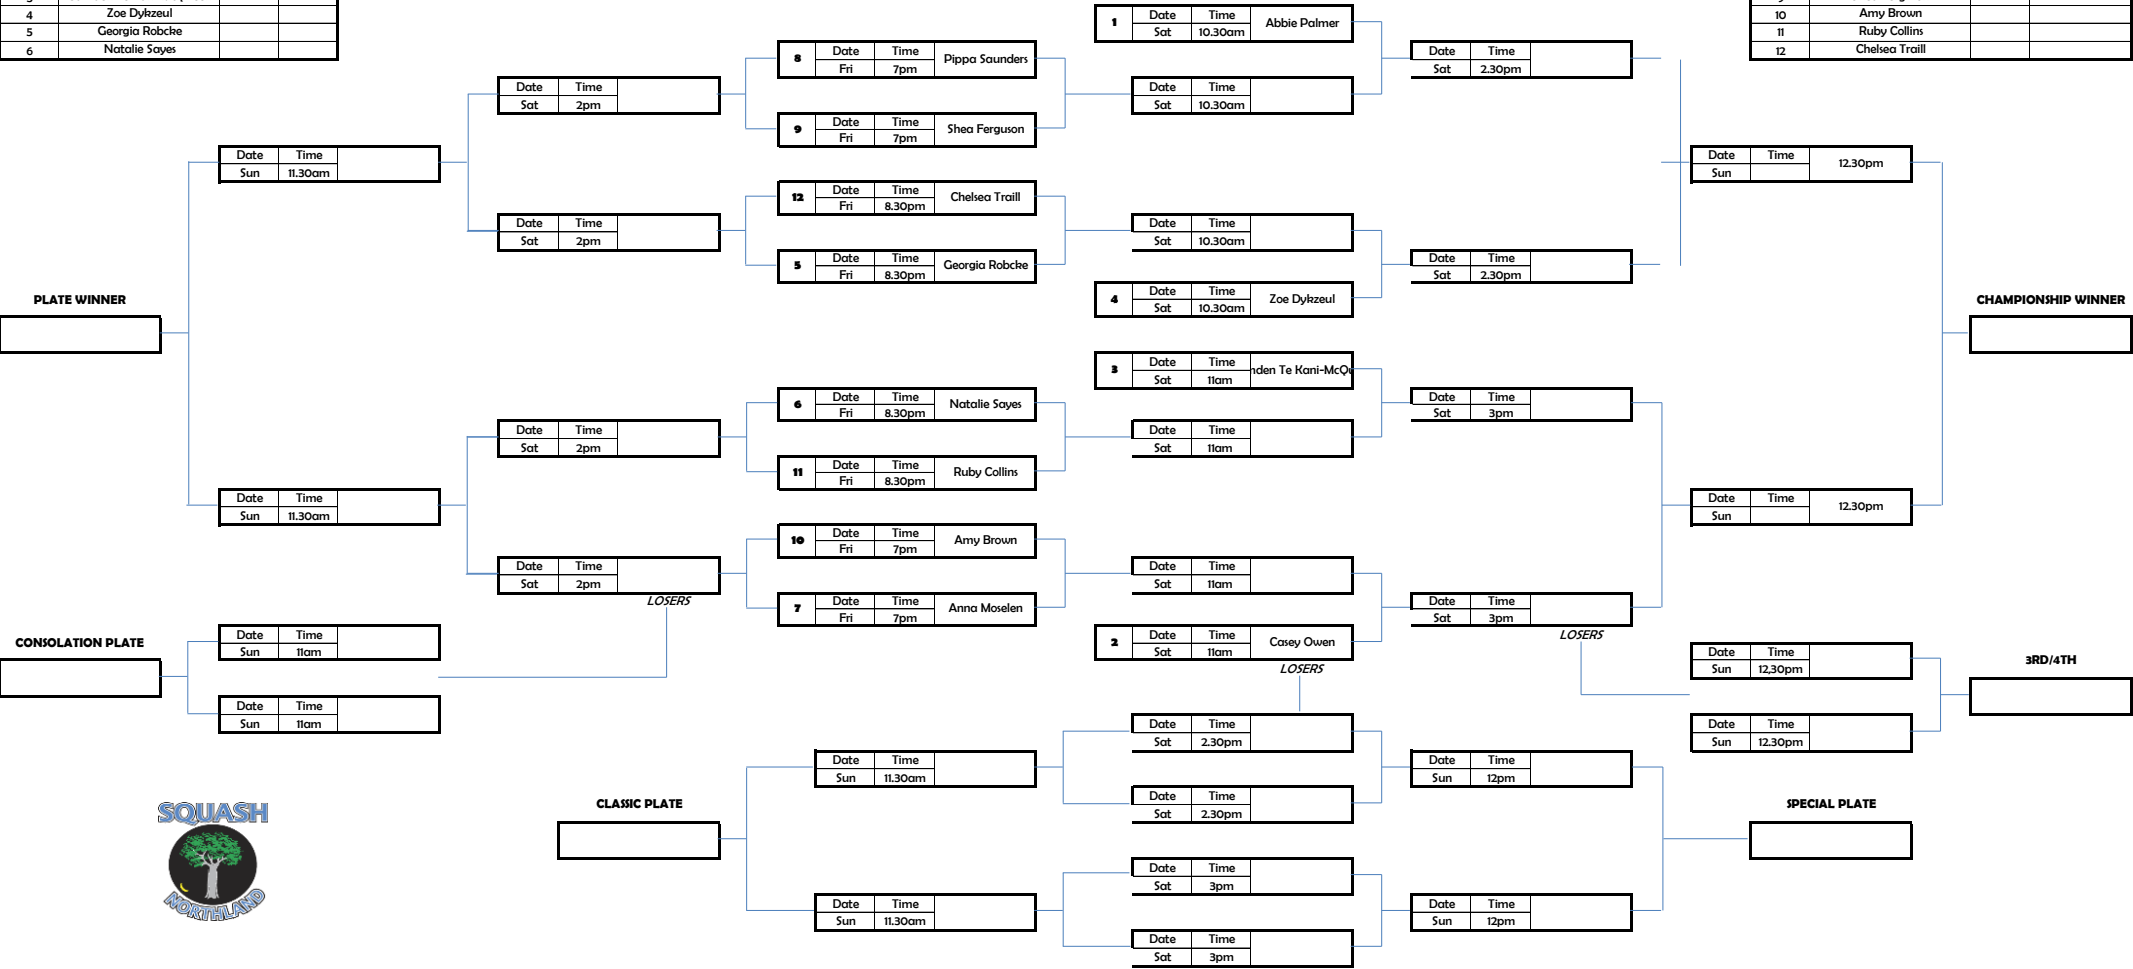 4 Zoe Dykzeul
5 Georgia Robcke
6 Natalie Sayes
10 Amy Brown
11 Ruby Collins
12 Chelsea Traill
1 Date Time Abbie Palmer
Sat 10.30am
8 Date Time Pippa Saunders
Fri 7pm
Date Time
Sat 2.30pm
Date Time
Sat 2pm
Date Time
Sat 10.30am
9 Date Time Shea Ferguson
Fri 7pm
Date Time
Sun 11.30am
Date Time 12.30pm
Sun
12 Date Time Chelsea Traill
Fri 8.30pm
Date Time
Sat 2pm
Date Time
Sat 10.30am
5 Date Time Georgia Robcke
Fri 8.30pm
Date Time
Sat 2.30pm
4 Date Time Zoe Dykzeul
Sat 10.30am
PLATE WINNER
CHAMPIONSHIP WINNER
3 Date Time nden Te Kani-McQu
Sat 11am
6 Date Time Natalie Sayes
Fri 8.30pm
Date Time
Sat 3pm
Date Time
Sat 2pm
Date Time
Sat 11am
11 Date Time Ruby Collins
Fri 8.30pm
Date Time
Sun 11.30am
Date Time 12.30pm
Sun
10 Date Time Amy Brown
Fri 7pm
Date Time
Sat 2pm
LOSERS
Date Time
Sat 11am
7 Date Time Anna Moselen
Fri 7pm
Date Time
Sat 3pm
LOSERS
2 Date Time Casey Owen
Sat 11am
LOSERS
CONSOLATION PLATE
Date Time
Sun 11am
Date Time
Sun 12,30pm
3RD/4TH
Date Time
Sun 11am
Date Time
Sat 2.30pm
Date Time
Sun 12.30pm
Date Time
Sun 11.30am
Date Time
Sun 12pm
CLASSIC PLATE
Date Time
Sat 2.30pm
SPECIAL PLATE
SQUASH
NORTHLAND
Date Time
Sat 3pm
Date Time
Sun 11.30am
Date Time
Sun 12pm
Date Time
Sat 3pm